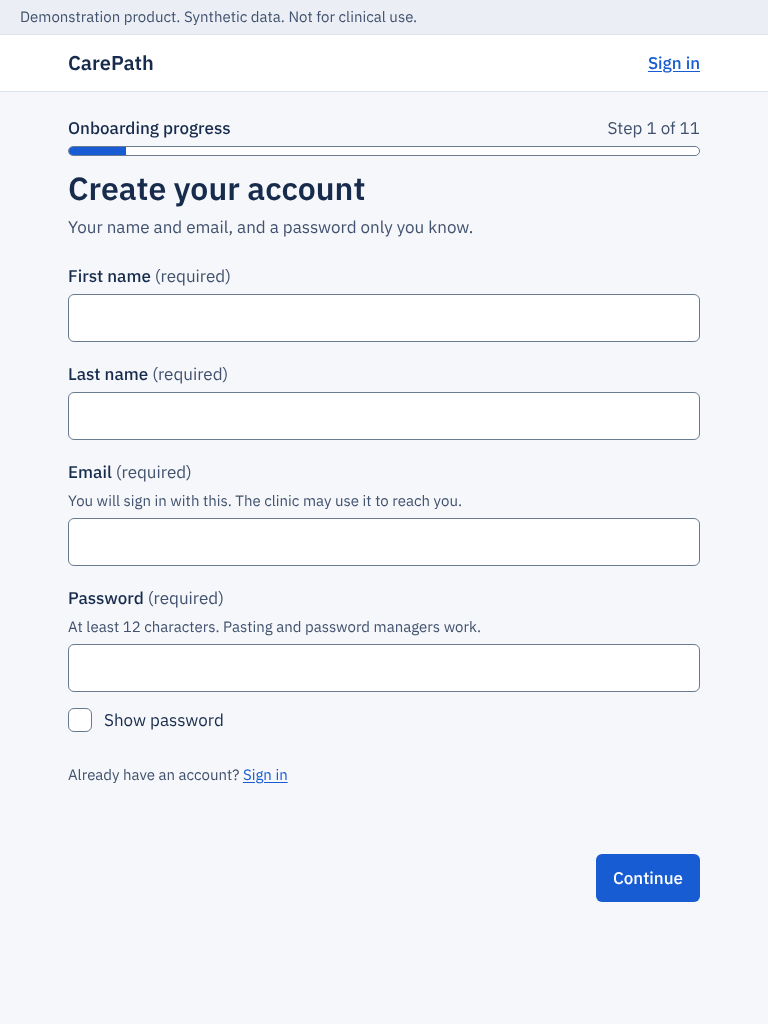 Demonstration product. Synthetic data. Not for clinical use.
CarePath
Sign in
Onboarding progress
Step 1 of 11
Create your account
Your name and email, and a password only you know.
First name (required)
Last name (required)
Email (required)
You will sign in with this. The clinic may use it to reach you.
Password (required)
At least 12 characters. Pasting and password managers work.
Show password
Already have an account? Sign in
Continue